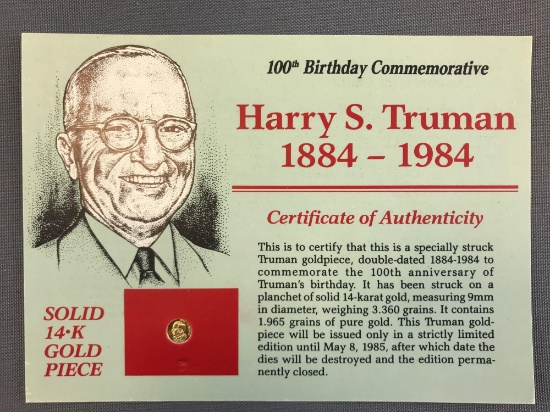 100th Birthday Commemorative
Harry S. Truman
1884 – 1984
Certificate of Authenticity
This is to certify that this is a specially struck
Truman goldpiece, double-dated 1884-1984 to
commemorate the 100th anniversary of
Truman's birthday. It has been struck on a
planchet of solid 14-karat gold, measuring 9mm
in diameter, weighing 3.360 grains. It contains
1.965 grains of pure gold. This Truman gold-
piece will be issued only in a strictly limited
edition until May 8, 1985, after which date the
dies will be destroyed and the edition perma-
nently closed.
SOLID
14·K
GOLD
PIECE